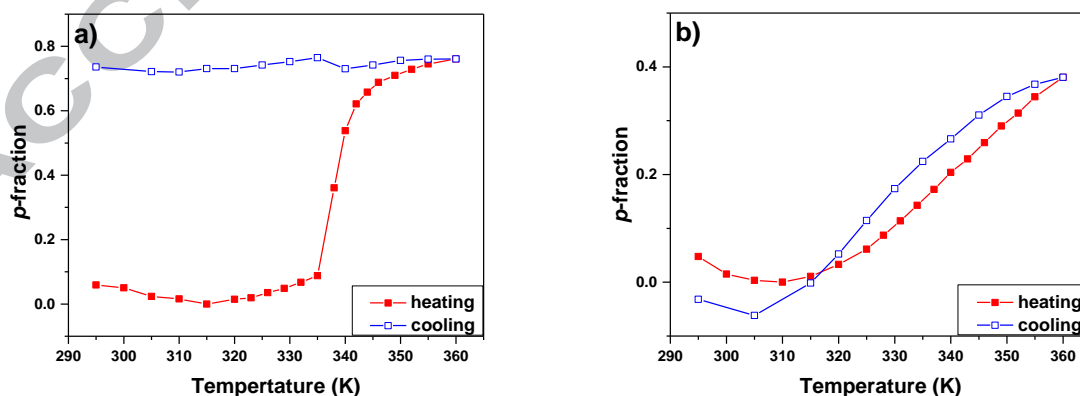 a)
0.8
0.6
0.4
0.2
0.0
p-fraction
290 300 310 320 330 340 350 360
Tempertature (K)
heating
cooling
b)
0.4
0.2
0.0
p-fraction
290 300 310 320 330 340 350 360
Temperature (K)
heating
cooling